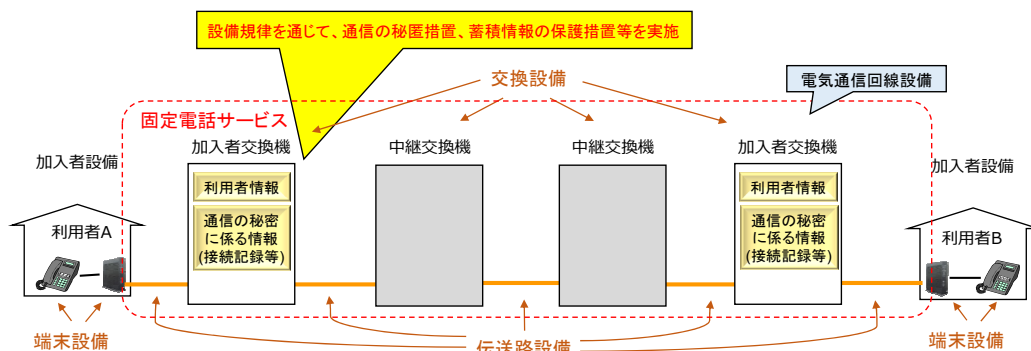 設備規律を通じて、通信の秘匿措置、蓄積情報の保護措置等を実施
交換設備
電気通信回線設備
固定電話サービス
加入者設備
加入者交換機
中継交換機
中継交換機
加入者交換機
加入者設備
利用者情報
通信の秘密
に係る情報
(接続記録等)
利用者情報
通信の秘密
に係る情報
(接続記録等)
利用者A
利用者B
端末設備
伝送路設備
端末設備